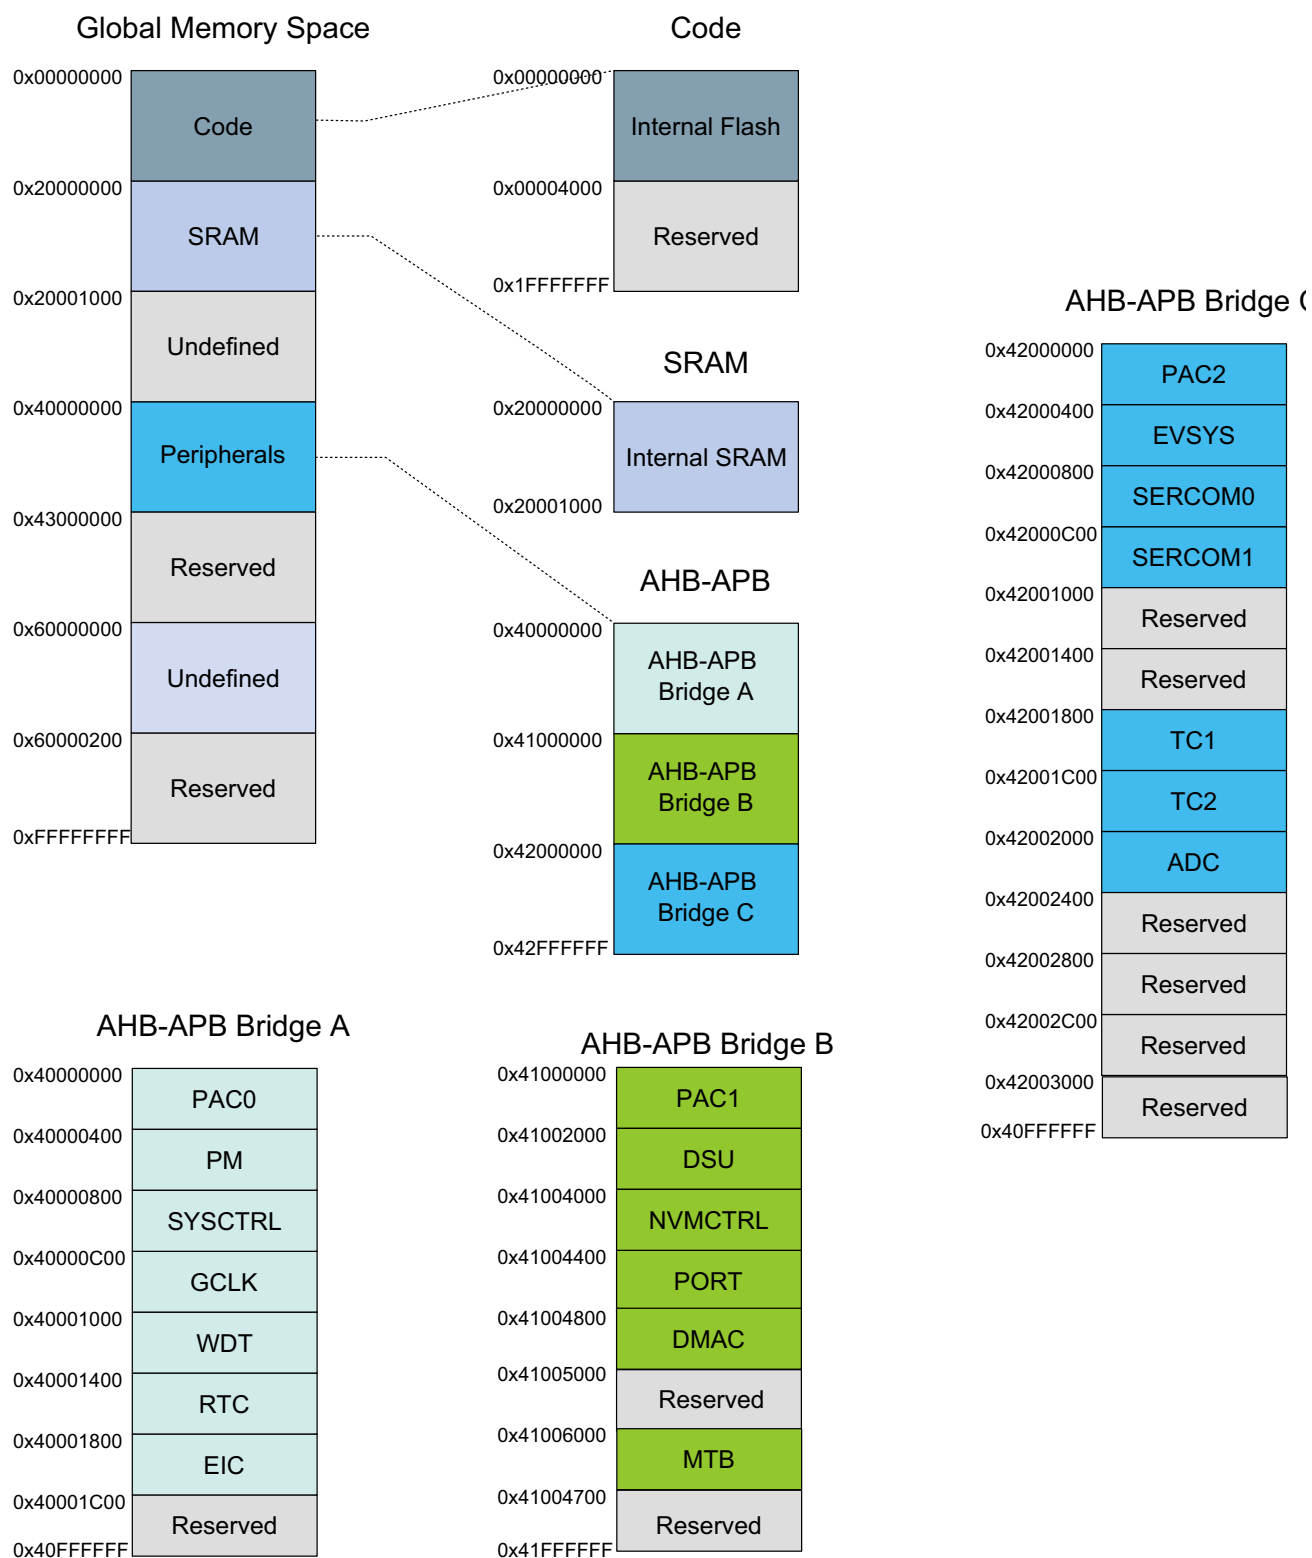 Global Memory Space
0x00000000
Code
0x20000000
SRAM
0x20001000
Undefined
0x40000000
Peripherals
0x43000000
Reserved
0x60000000
Undefined
0x60000200
Reserved
0xFFFFFFFF
Code
0x00000000
Internal Flash
0x00004000
Reserved
0x1FFFFFFF
SRAM
0x20000000
Internal SRAM
0x20001000
AHB-APB
0x40000000
AHB-APB
Bridge A
0x41000000
AHB-APB
Bridge B
0x42000000
AHB-APB
Bridge C
0x42FFFFFF
AHB-APB Bridge C
0x42000000
PAC2
0x42000400
EVSYS
0x42000800
SERCOM0
0x42000C00
SERCOM1
0x42001000
Reserved
0x42001400
Reserved
0x42001800
TC1
0x42001C00
TC2
0x42002000
ADC
0x42002400
Reserved
0x42002800
Reserved
0x42002C00
Reserved
0x42003000
Reserved
0x40FFFFFF
AHB-APB Bridge A
0x40000000
PAC0
0x40000400
PM
0x40000800
SYSCTRL
0x40000C00
GCLK
0x40001000
WDT
0x40001400
RTC
0x40001800
EIC
0x40001C00
Reserved
0x40FFFFFF
AHB-APB Bridge B
0x41000000
PAC1
0x41002000
DSU
0x41004000
NVMCTRL
0x41004400
PORT
0x41004800
DMAC
0x41005000
Reserved
0x41006000
MTB
0x41004700
Reserved
0x41FFFFFF